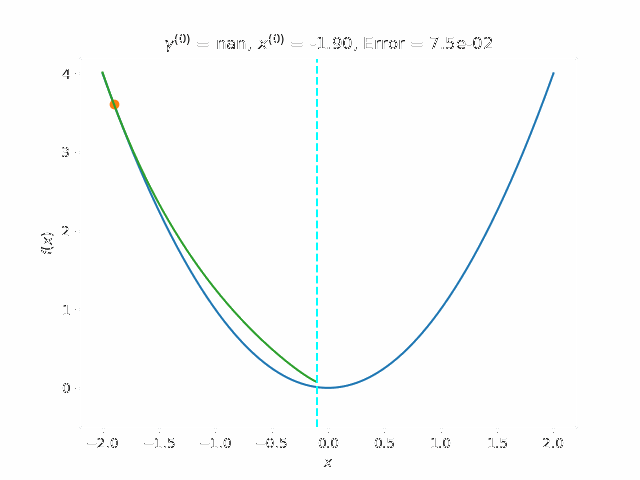 γ⁽⁰⁾ = nan, x⁽⁰⁾ = -1.90, Error = 7.5e-02
4
3
2
1
0
f(x)
−2.0 −1.5 −1.0 −0.5 0.0 0.5 1.0 1.5 2.0
x